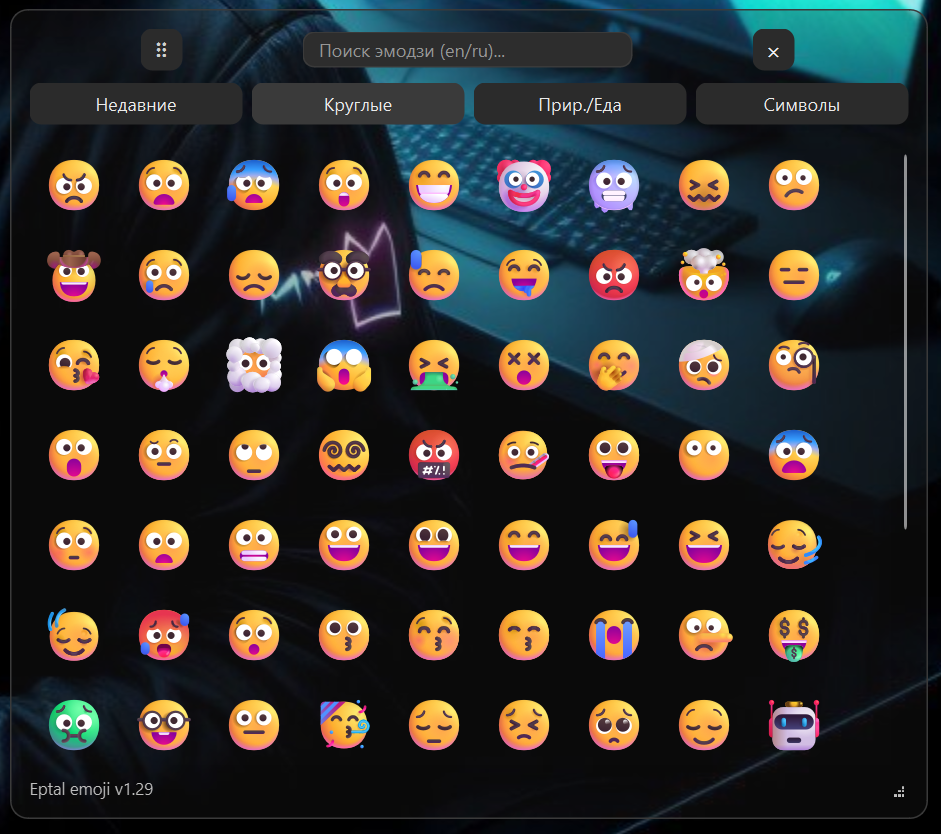 Поиск эмодзи (en/ru)...
×
Недавние
Круглые
Прир./Еда
Символы
#%!
Eptal emoji v1.29